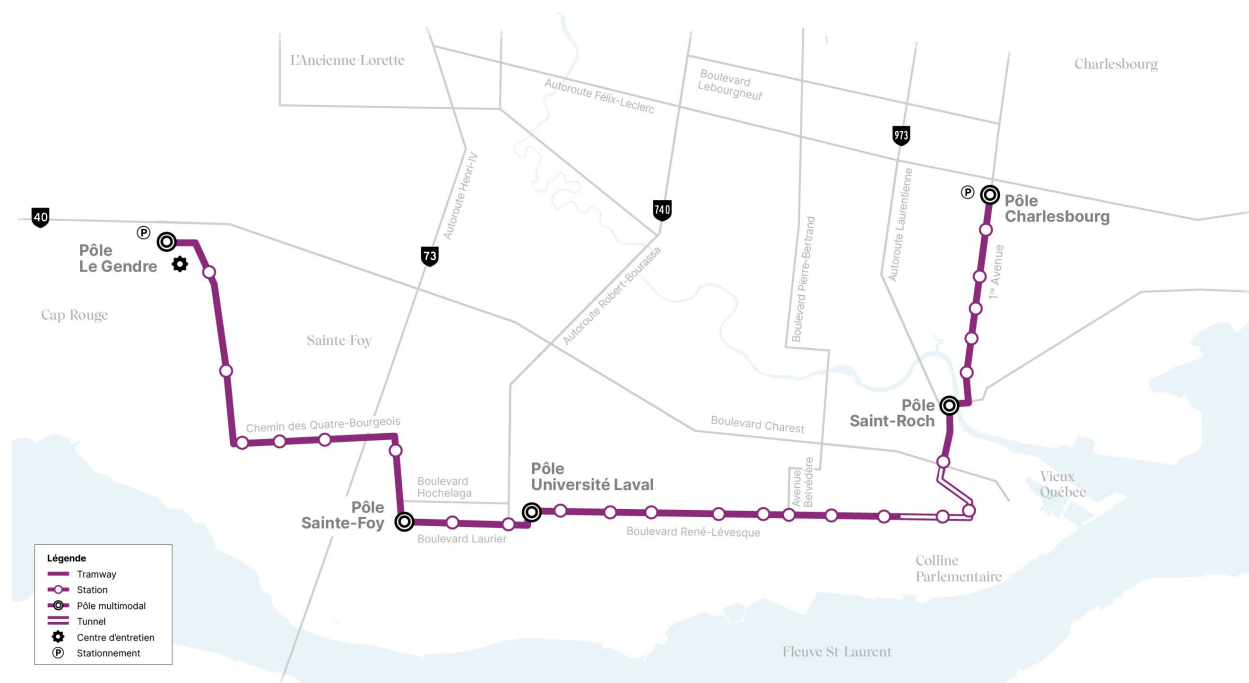 L'Ancienne-Lorette
Charlesbourg
Boulevard
Lebourgneuf
Autoroute Félix-Leclerc
973
Autoroute Henri-IV
Autoroute Laurentienne
P
Pôle
Charlesbourg
40
P
Pôle
Le Gendre
740
73
Autoroute Robert-Bourassa
Boulevard Pierre-Bertrand
1re Avenue
Cap-Rouge
Sainte-Foy
Chemin des Quatre-Bourgeois
Boulevard Charest
Pôle
Saint-Roch
Boulevard
Hochelaga
Pôle
Université Laval
Avenue
Belvédère
Vieux
Québec
Pôle
Sainte-Foy
Boulevard Laurier
Boulevard René-Lévesque
Colline
Parlementaire
Fleuve St-Laurent
Légende
Tramway
Station
Pôle multimodal
Tunnel
Centre d'entretien
P Stationnement